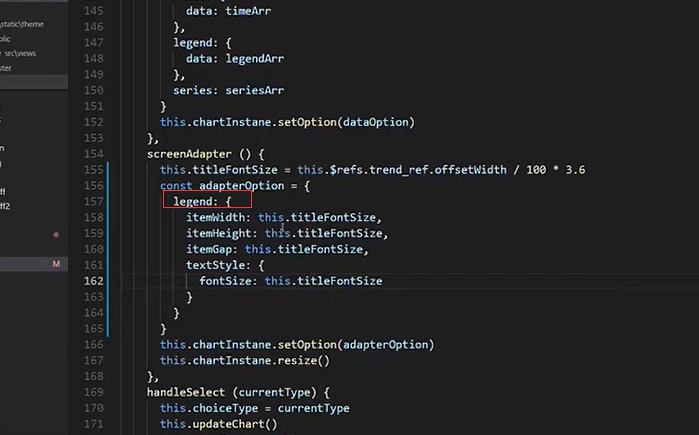 \static\theme
olic
src\views
uter
ff
ff2
M
145 data: timeArr
146 },
147 legend: {
148 data: legendArr
149 },
150 series: seriesArr
151 }
152 this.chartInstane.setOption(dataOption)
153 },
154 screenAdapter () {
155 this.titleFontSize = this.$refs.trend_ref.offsetWidth / 100 * 3.6
156 const adapterOption = {
157 legend: {
158 itemWidth: this.titleFontSize,
159 itemHeight: this.titleFontSize,
160 itemGap: this.titleFontSize,
161 textStyle: {
162 fontSize: this.titleFontSize
163 }
164 }
165 }
166 this.chartInstane.setOption(adapterOption)
167 this.chartInstane.resize()
168 },
169 handleSelect (currentType) {
170 this.choiceType = currentType
171 this.updateChart()